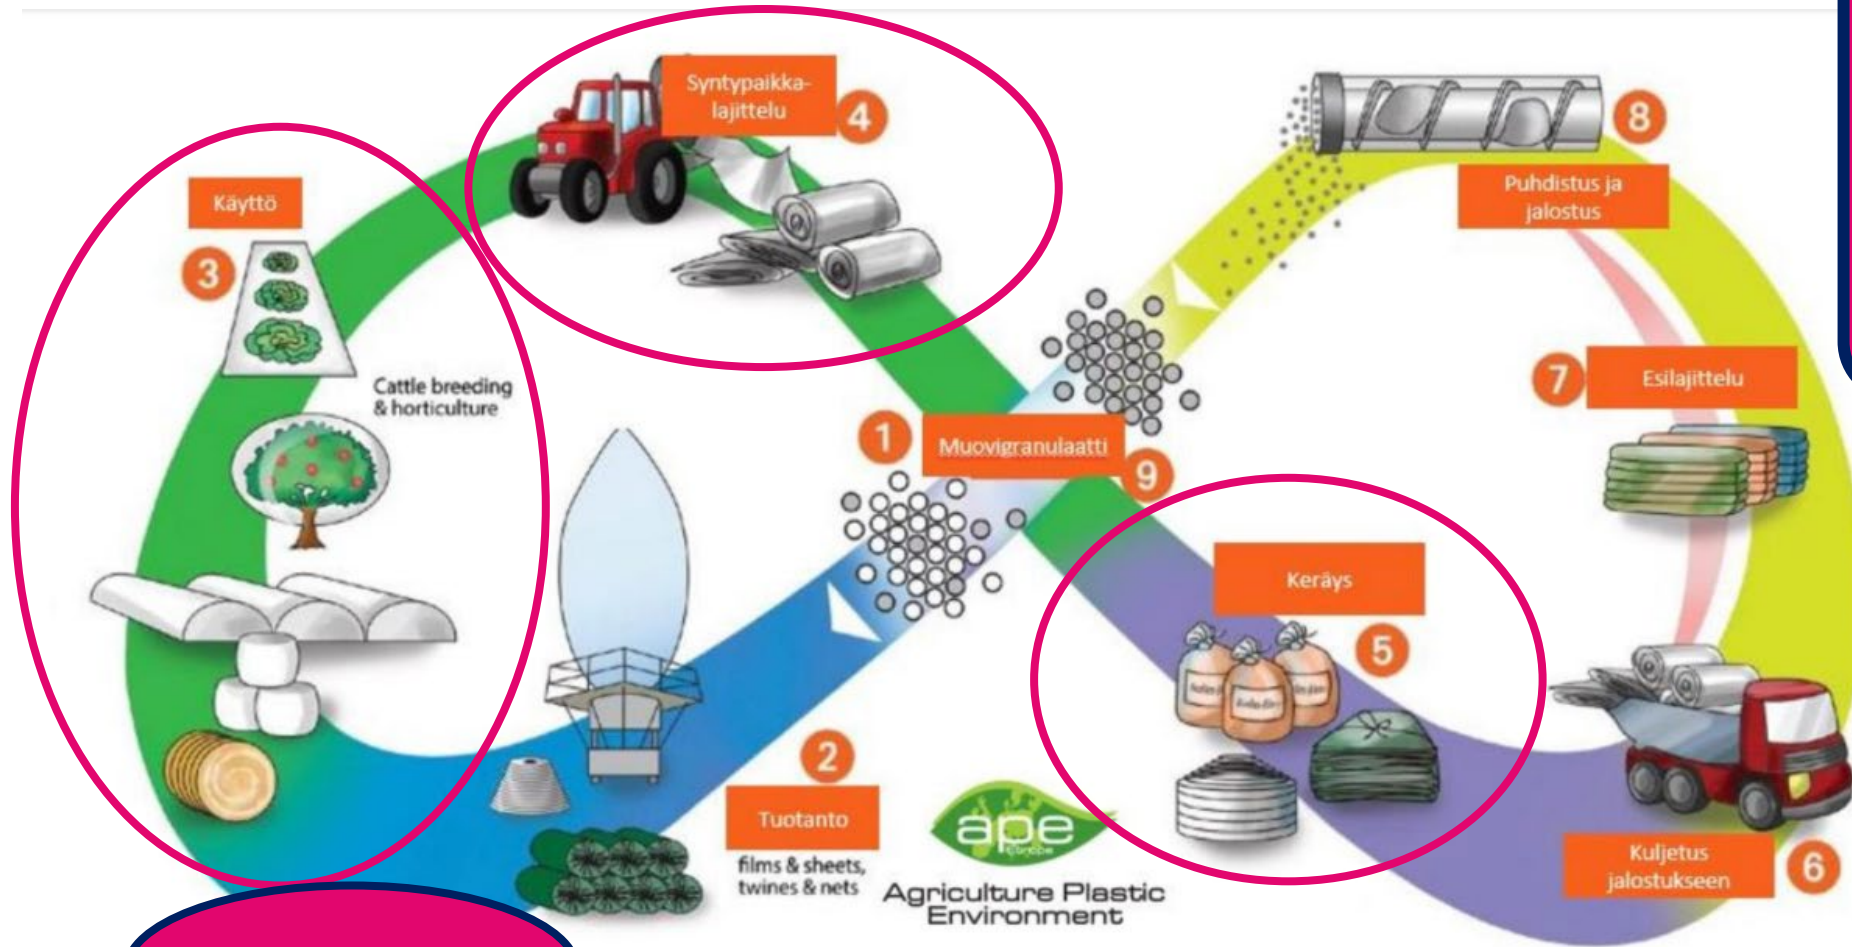 Syntypaikka-
lajittelu
4
8
Puhdistus ja
jalostus
Käyttö
3
Cattle breeding
& horticulture
7
Esilajittelu
1
Muovigranulaatti
9
Keräys
5
2
Tuotanto
films & sheets,
twines & nets
ape
europe
Agriculture Plastic
Environment
Kuljetus
jalostukseen
6